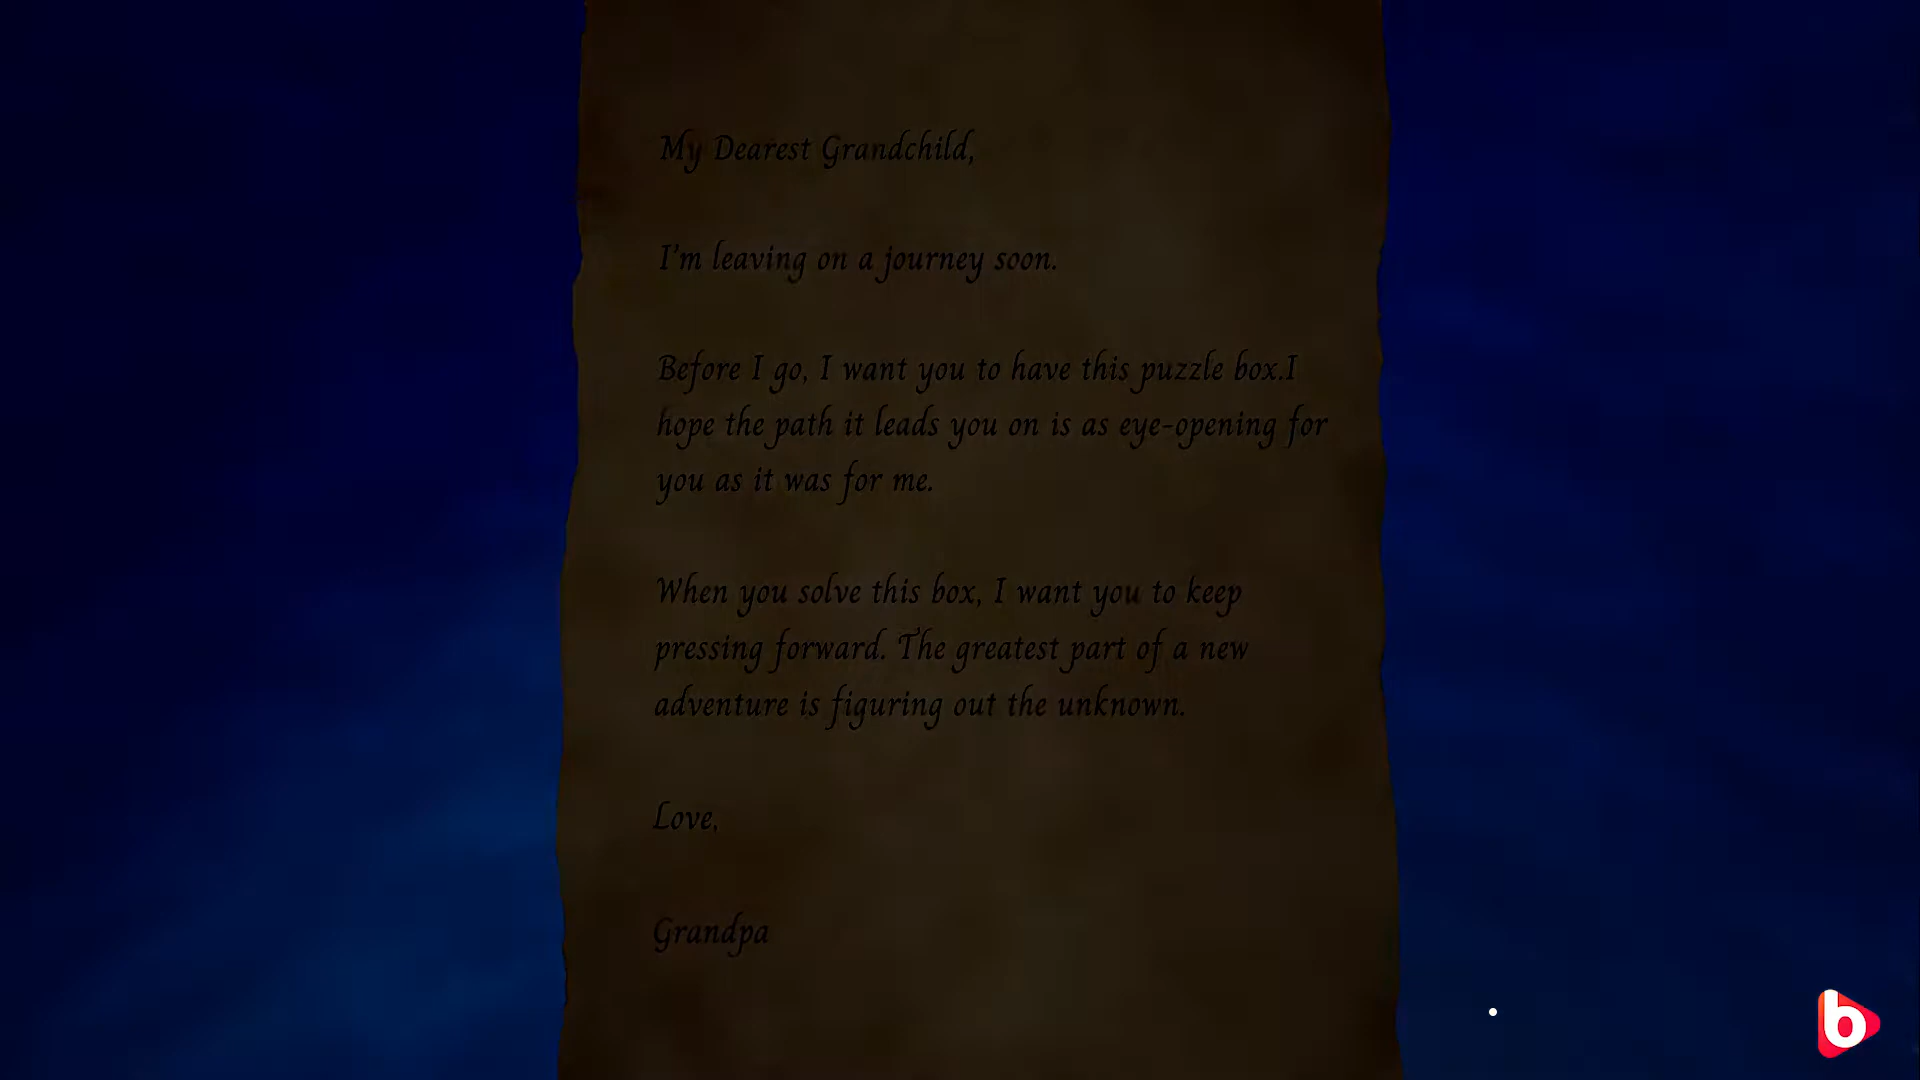 My Dearest Grandchild,
I'm leaving on a journey soon.
Before I go, I want you to have this puzzle box.I
hope the path it leads you on is as eye-opening for
you as it was for me.
When you solve this box, I want you to keep
pressing forward. The greatest part of a new
adventure is figuring out the unknown.
Love,
Grandpa
b